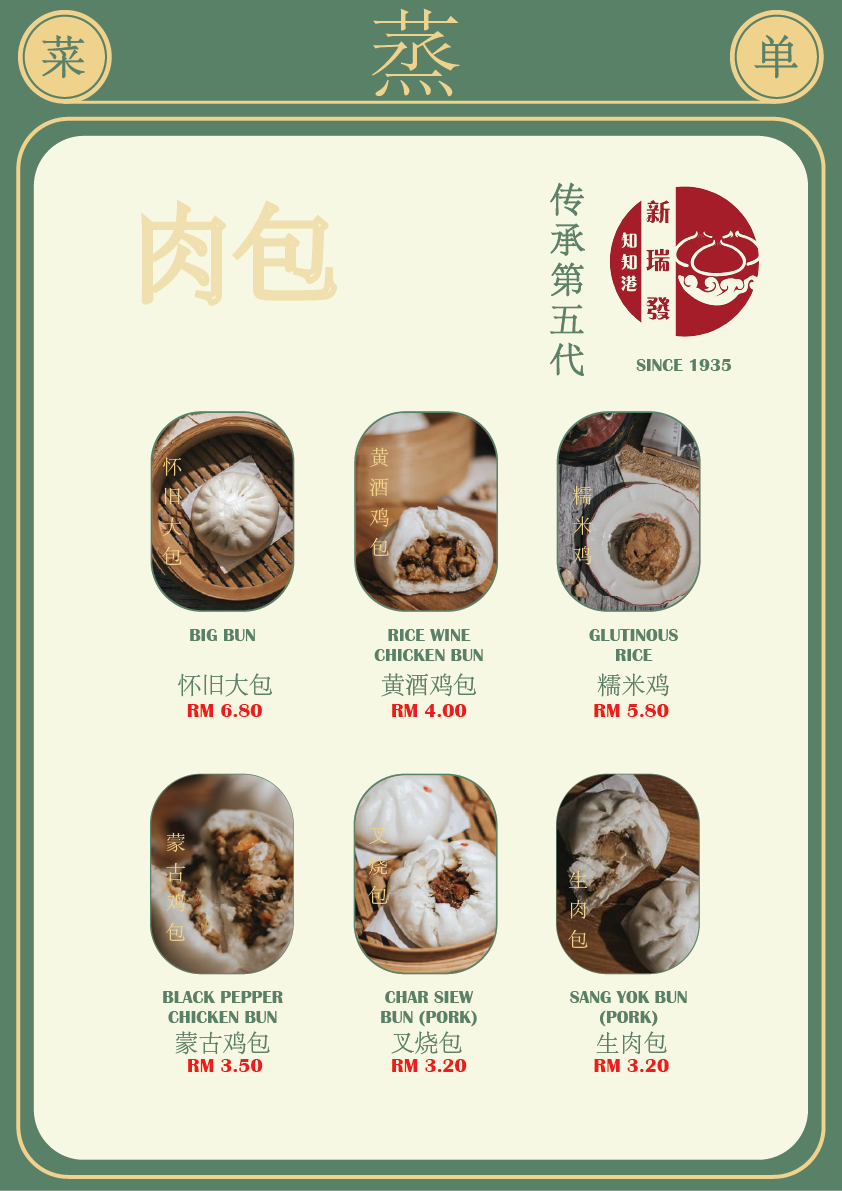 菜
蒸
单
肉包
传承第五代
新瑞發
知知港
SINCE 1935
怀旧大包
黄酒鸡包
糯米鸡
BIG BUN
怀旧大包
RM 6.80
RICE WINE
CHICKEN BUN
黄酒鸡包
RM 4.00
GLUTINOUS
RICE
糯米鸡
RM 5.80
蒙古鸡包
叉烧包
生肉包
BLACK PEPPER
CHICKEN BUN
蒙古鸡包
RM 3.50
CHAR SIEW
BUN (PORK)
叉烧包
RM 3.20
SANG YOK BUN
(PORK)
生肉包
RM 3.20